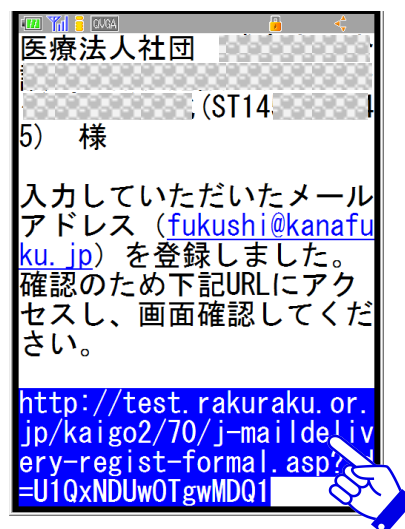 QVGA
医療法人社団
(ST14
5) 様
入力していただいたメール
アドレス（fukushi@kanafu
ku.jp）を登録しました。
確認のため下記URLにアク
セスし、画面確認してくだ
さい。
http://test.rakuraku.or.
jp/kaigo2/70/j-maildeliv
ery-regist-formal.asp?
=U1QxNDUwOTgwMDQ1